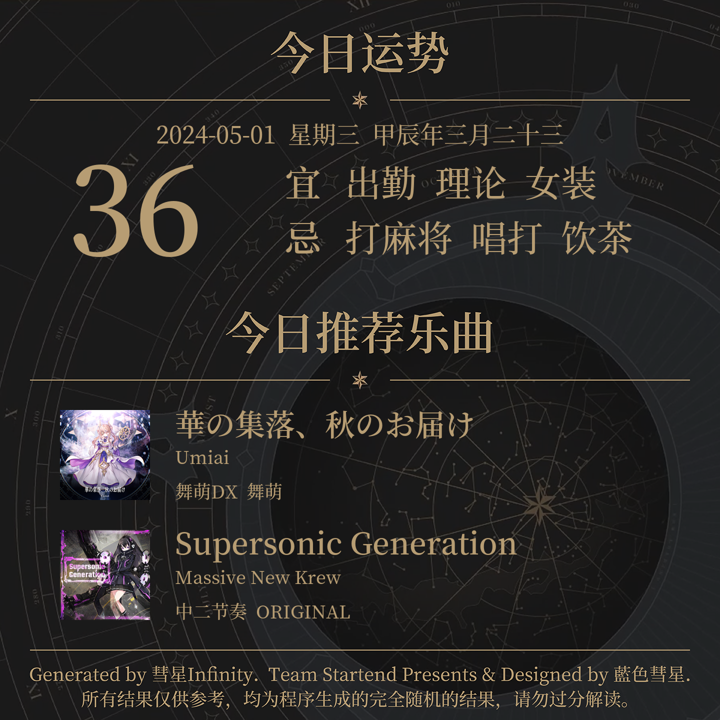 今日运势
2024-05-01 星期三 甲辰年三月二十三
36
宜 出勤 理论 女装
忌 打麻将 唱打 饮茶
今日推荐乐曲
華の集落、秋のお届け
Umiai
舞萌DX 舞萌
Supersonic Generation
Massive New Krew
中二节奏 ORIGINAL
Supersonic
Generation
Generated by 彗星Infinity. Team Startend Presents & Designed by 藍色彗星.
所有结果仅供参考，均为程序生成的完全随机的结果，请勿过分解读。
SEPTEMBER